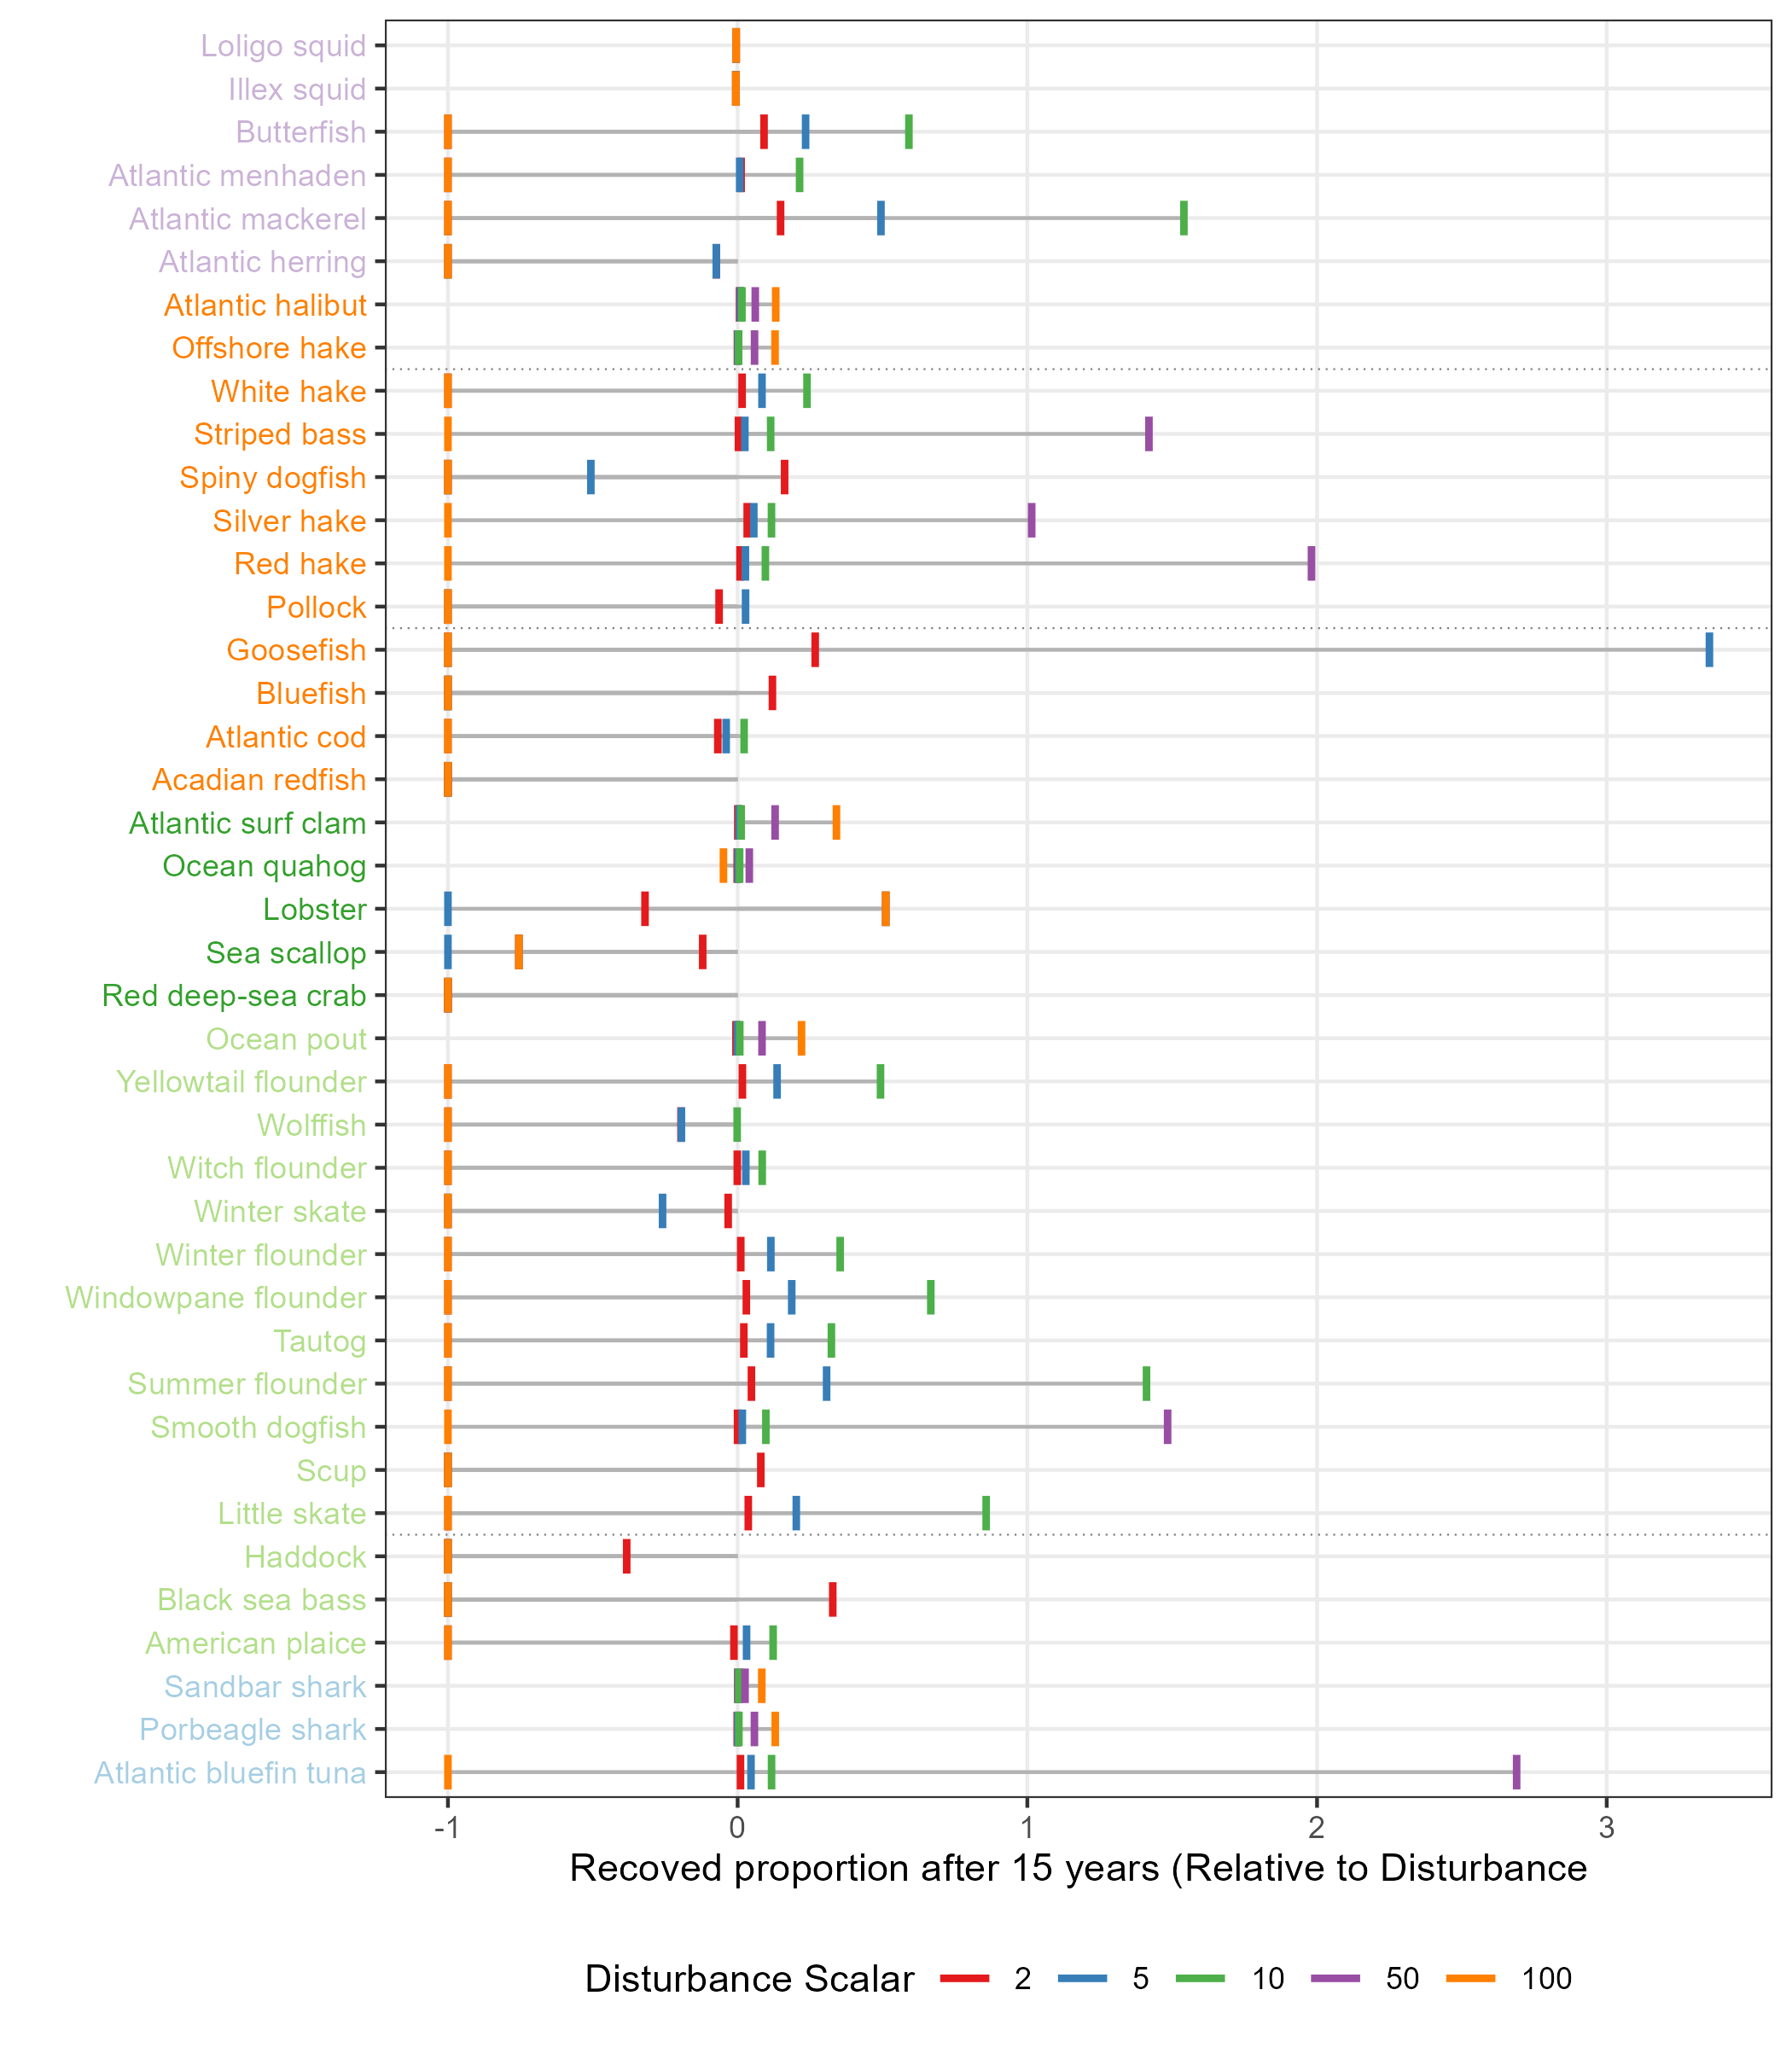 Loligo squid
Illex squid
Butterfish
Atlantic menhaden
Atlantic mackerel
Atlantic herring
Atlantic halibut
Offshore hake
White hake
Striped bass
Spiny dogfish
Silver hake
Red hake
Pollock
Goosefish
Bluefish
Atlantic cod
Acadian redfish
Atlantic surf clam
Ocean quahog
Lobster
Sea scallop
Red deep-sea crab
Ocean pout
Yellowtail flounder
Wolffish
Witch flounder
Winter skate
Winter flounder
Windowpane flounder
Tautog
Summer flounder
Smooth dogfish
Scup
Little skate
Haddock
Black sea bass
American plaice
Sandbar shark
Porbeagle shark
Atlantic bluefin tuna
-1 0 1 2 3
Recoved proportion after 15 years (Relative to Disturbance
Disturbance Scalar 2 5 10 50 100